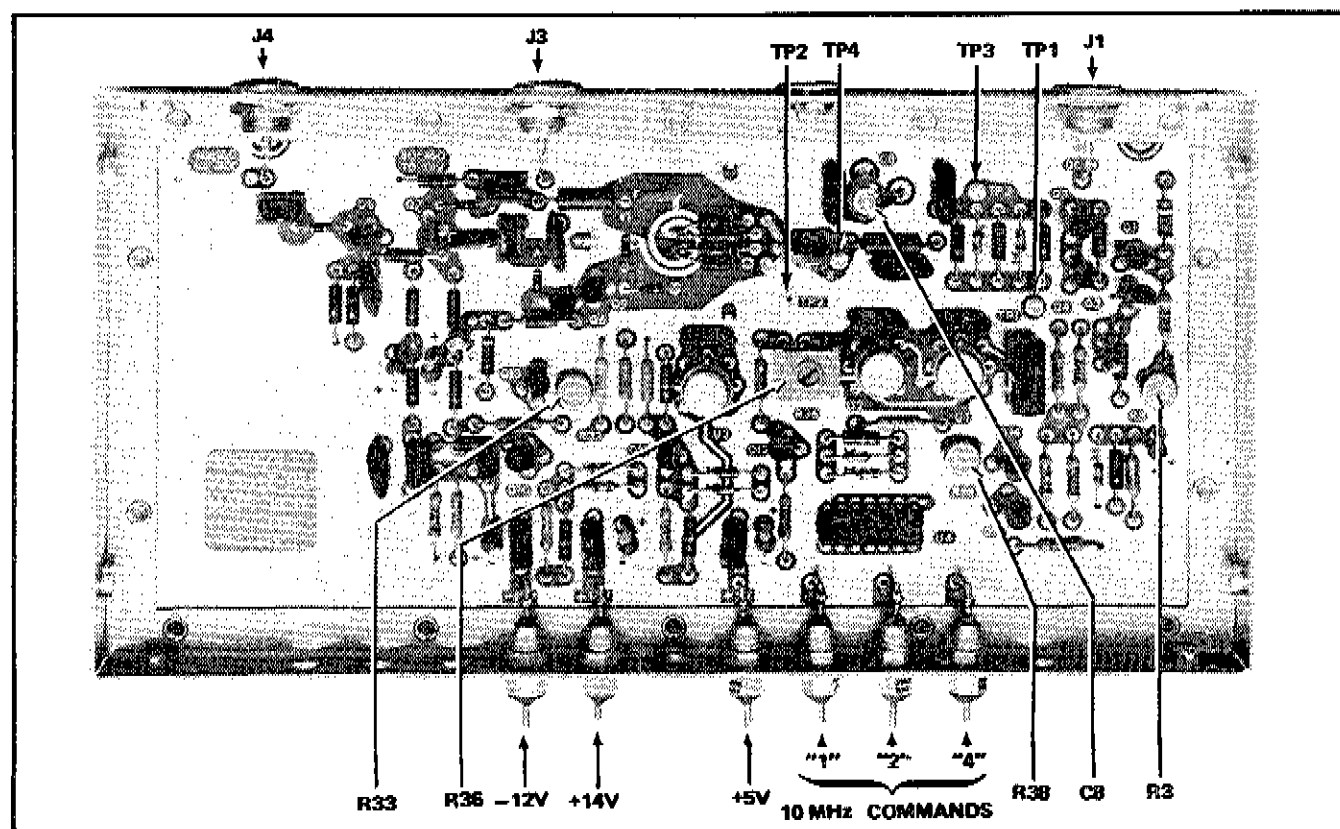 J4
J3
TP2
TP4
TP3
TP1
J1
R33
R36
–12V
+14V
+5V
"1"
"2"
"4"
R38
C8
R3
10 MHz COMMANDS